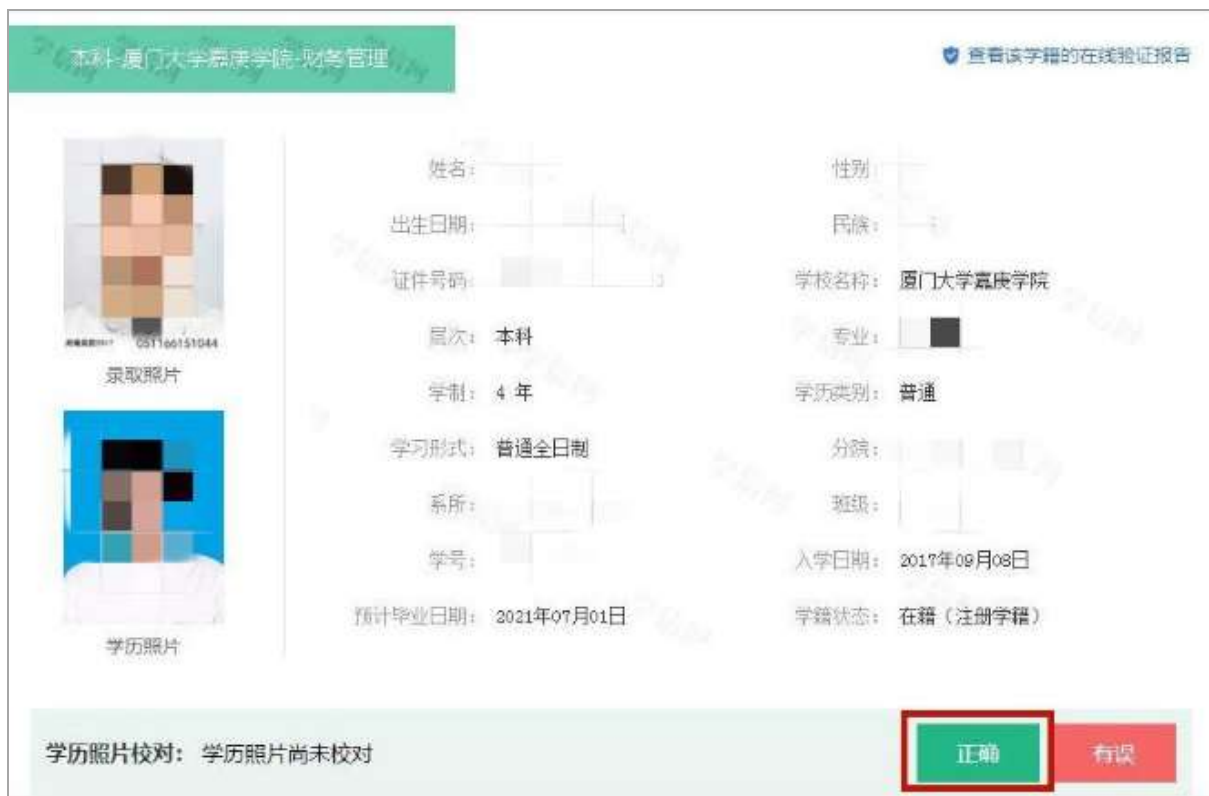 本科-厦门大学嘉庚学院-财务管理
查看该学籍的在线验证报告
姓名：
性别：
出生日期：
民族：
证件号码：
学校名称： 厦门大学嘉庚学院
层次： 本科
专业：
051166151044
录取照片
学制： 4 年
学历类别： 普通
学习形式： 普通全日制
分院：
系所：
班级：
学号：
入学日期： 2017年09月08日
预计毕业日期： 2021年07月01日
学籍状态： 在籍（注册学籍）
学历照片
学历照片校对： 学历照片尚未校对
正确
有误